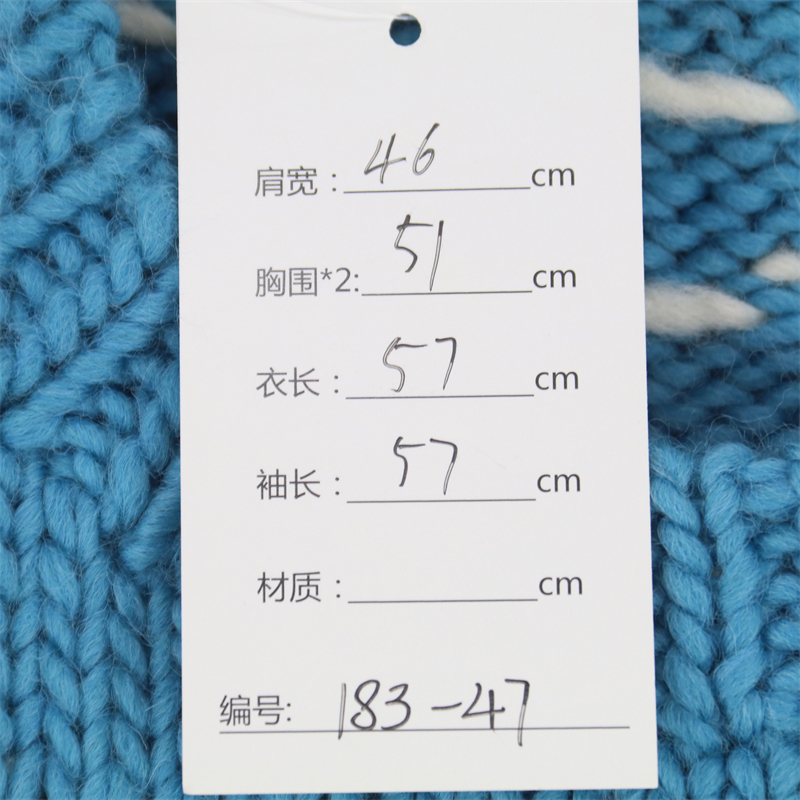 肩宽：46cm
胸围*2:51cm
衣长：57cm
袖长：57cm
材质：cm
编号: 183-47